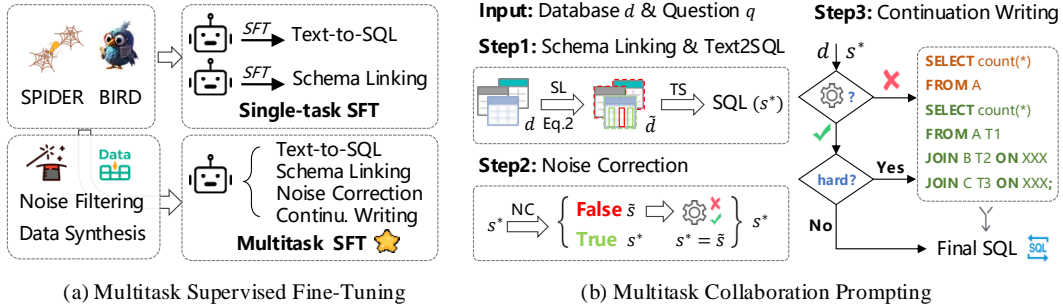 SPIDER BIRD
SFT Text-to-SQL
SFT Schema Linking
Single-task SFT
Data
Noise Filtering
Data Synthesis
Text-to-SQL
Schema Linking
Noise Correction
Continu. Writing
Multitask SFT
(a) Multitask Supervised Fine-Tuning
Input: Database d & Question q
Step1: Schema Linking & Text2SQL
d SL Eq.2 d̃ TS SQL (s*)
Step2: Noise Correction
s* NC False s̃
True s* s* = s̃ s*
Step3: Continuation Writing
d s*
?
hard?
Yes
No
SELECT count(*)
FROM A
SELECT count(*)
FROM A T1
JOIN B T2 ON XXX
JOIN C T3 ON XXX;
Final SQL SQL
(b) Multitask Collaboration Prompting